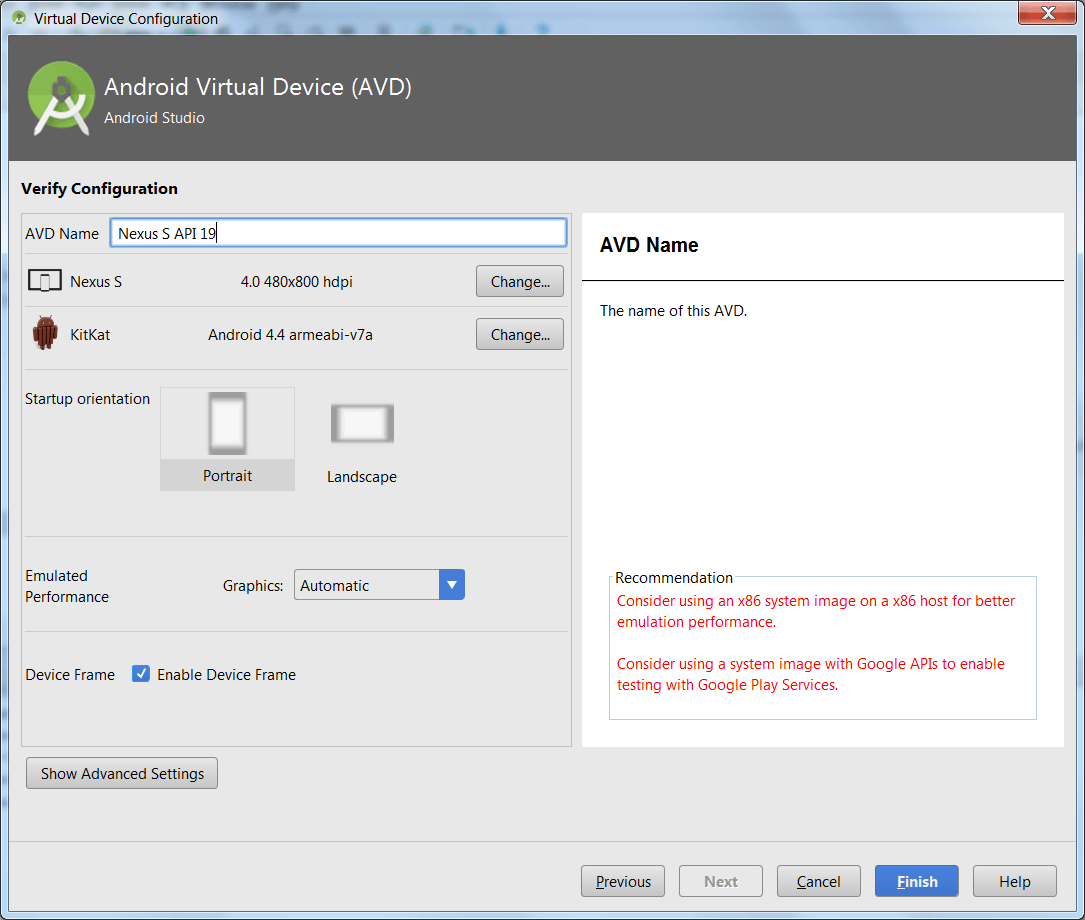 Virtual Device Configuration
Android Virtual Device (AVD)
Android Studio
Verify Configuration
AVD Name
Nexus S API 19
Nexus S
4.0 480x800 hdpi
Change...
KitKat
Android 4.4 armeabi-v7a
Change...
Startup orientation
Portrait
Landscape
Emulated
Performance
Graphics:
Automatic
Device Frame
Enable Device Frame
Show Advanced Settings
AVD Name
The name of this AVD.
Recommendation
Consider using an x86 system image on a x86 host for better
emulation performance.
Consider using a system image with Google APIs to enable
testing with Google Play Services.
Previous
Next
Cancel
Finish
Help